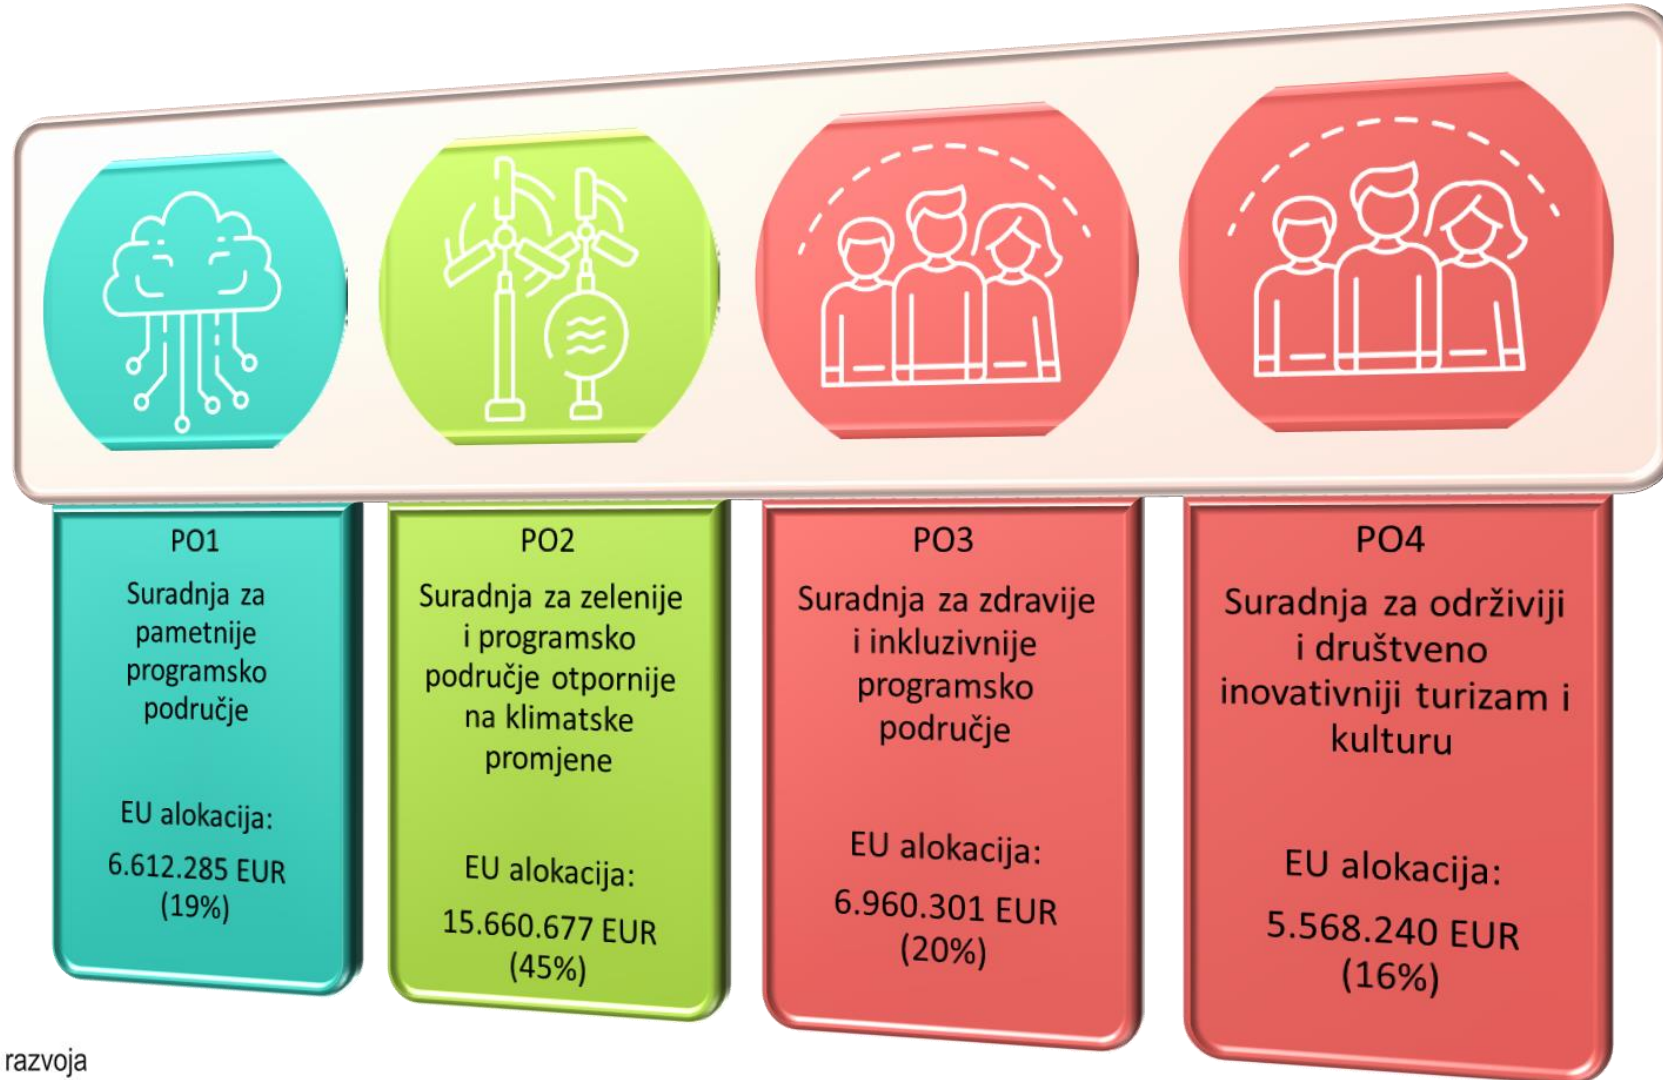 PO1
Suradnja za
pametnije
programsko
područje
EU alokacija:
6.612.285 EUR
(19%)
PO2
Suradnja za zelenije
i programsko
područje otpornije
na klimatske
promjene
EU alokacija:
15.660.677 EUR
(45%)
PO3
Suradnja za zdravije
i inkluzivnije
programsko
područje
EU alokacija:
6.960.301 EUR
(20%)
PO4
Suradnja za održiviji
i društveno
inovativniji turizam i
kulturu
EU alokacija:
5.568.240 EUR
(16%)
razvoja